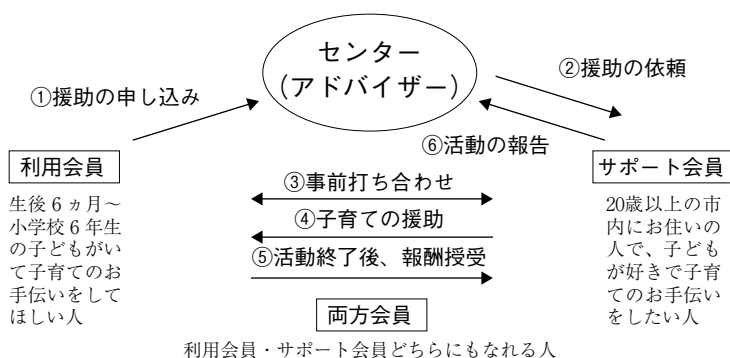 センター
（アドバイザー）
①援助の申し込み
②援助の依頼
⑥活動の報告
利用会員
生後６ヵ月～
小学校６年生
の子どもがい
て子育てのお
手伝いをして
ほしい人
③事前打ち合わせ
④子育ての援助
⑤活動終了後、報酬授受
サポート会員
20歳以上の市
内にお住いの
人で、子ども
が好きで子育
てのお手伝い
をしたい人
両方会員
利用会員・サポート会員どちらにもなれる人